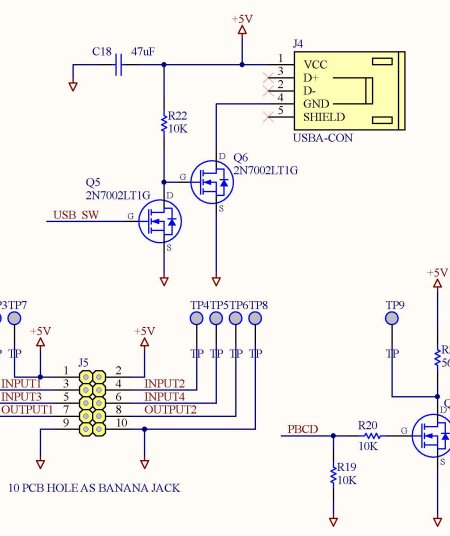 +5V
C18 47uF
J4
1 VCC
3 D+
2 D-
4 GND
5 SHIELD
USBA-CON
R22
10K
Q6
2N7002LT1G
D
G
S
Q5
2N7002LT1G
D
G
S
USB_SW
TP7
TP4 TP5 TP6 TP8
TP9
+5V
+5V
+5V
TP TP TP TP TP TP
J5
1 2
INPUT1 3 4 INPUT2
INPUT3 5 6 INPUT4
OUTPUT1 7 8 OUTPUT2
9 10
D
G
S
PBCD
R20
10K
R19
10K
10 PCB HOLE AS BANANA JACK